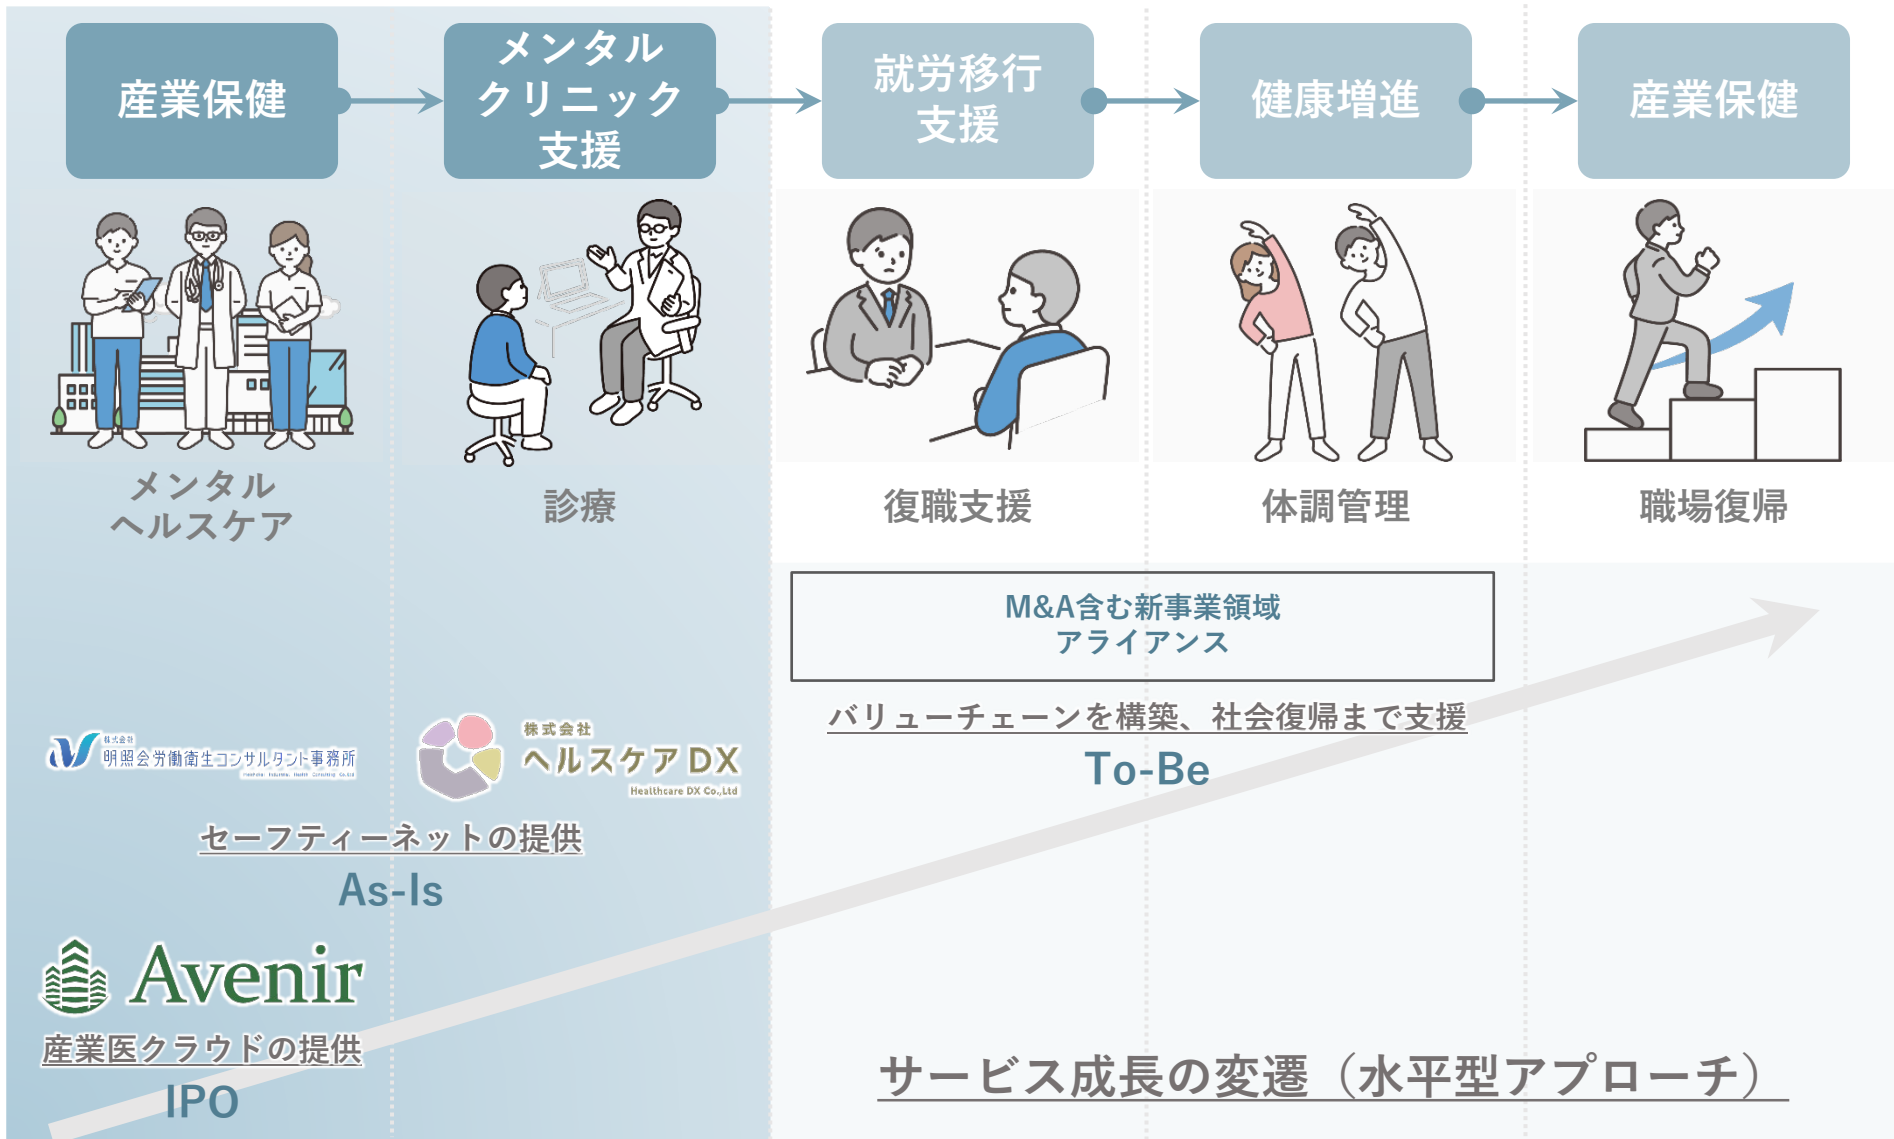 産業保健
メンタル
クリニック
支援
就労移行
支援
健康増進
産業保健
メンタル
ヘルスケア
診療
復職支援
体調管理
職場復帰
M&A含む新事業領域
アライアンス
バリューチェーンを構築、社会復帰まで支援
To-Be
株式会社
明照会労働衛生コンサルタント事務所
株式会社
ヘルスケアDX
Healthcare DX Co.,Ltd
セーフティーネットの提供
As-Is
Avenir
産業医クラウドの提供
IPO
サービス成長の変遷（水平型アプローチ）